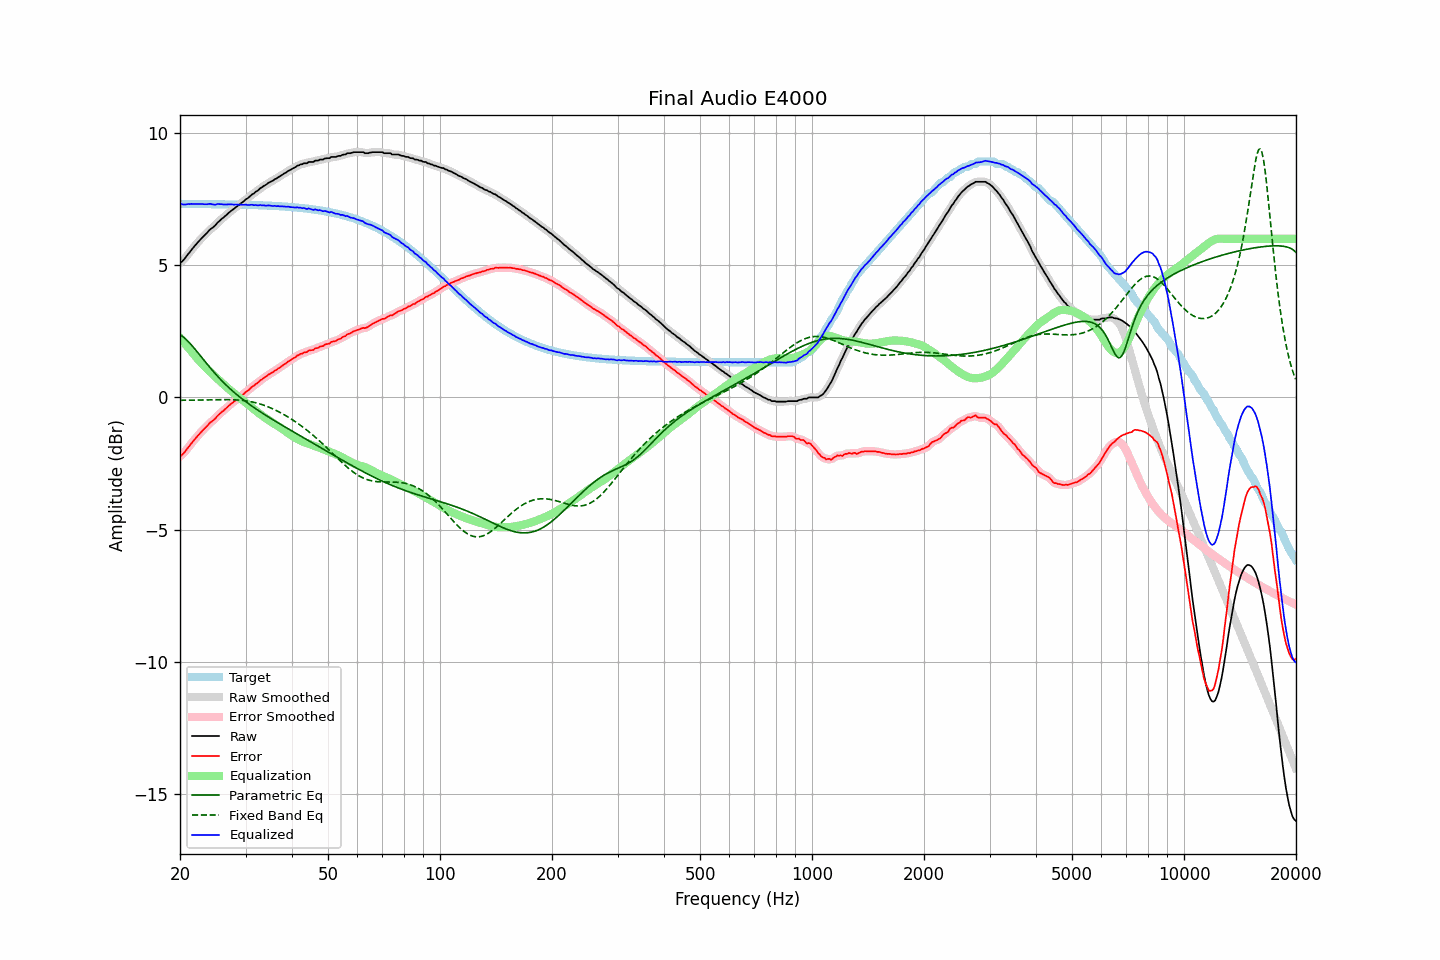 Final Audio E4000
Amplitude (dBr)
10
5
0
−5
−10
−15
Target
Raw Smoothed
Error Smoothed
Raw
Error
Equalization
Parametric Eq
Fixed Band Eq
Equalized
20 50 100 200 500 1000 2000 5000 10000 20000
Frequency (Hz)